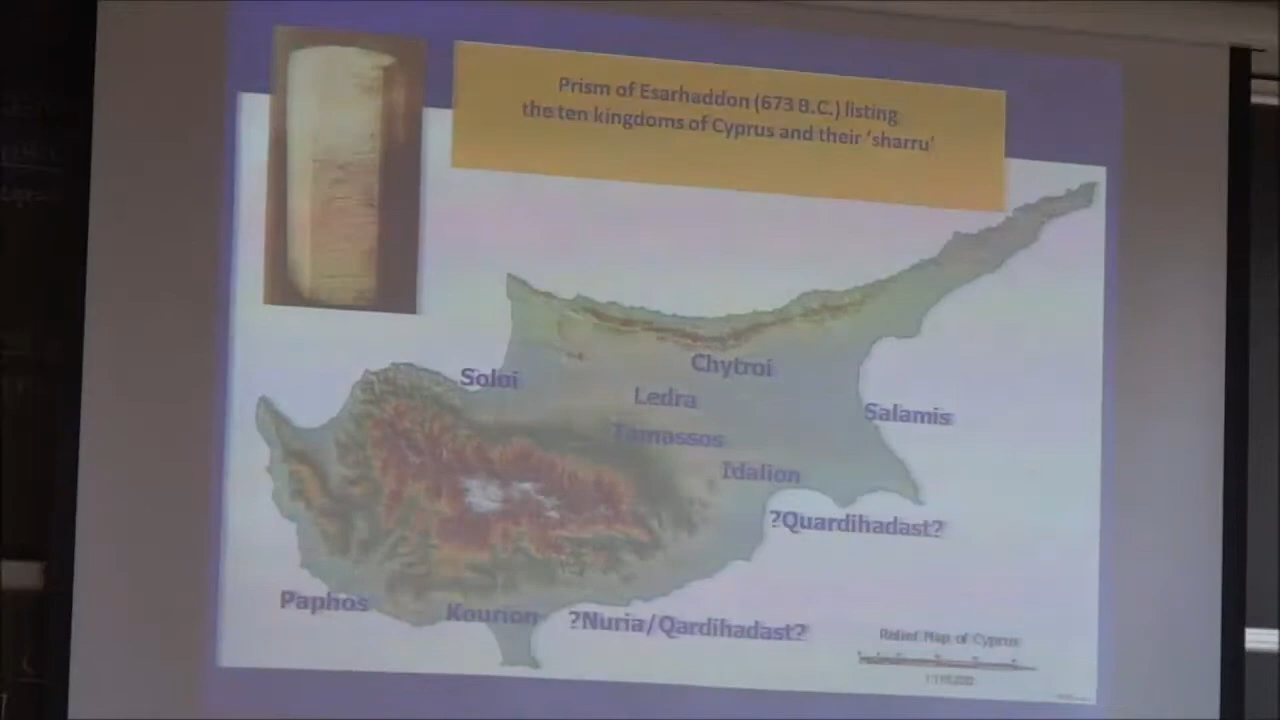 Prism of Esarhaddon (673 B.C.) listing
the ten kingdoms of Cyprus and their 'sharru'
Chytroi
Soloi
Ledra
Salamis
Tamassos
Idalion
?Quardihadast?
Paphos
Kourion
?Nuria/Qardihadast?
Relief Map of Cyprus